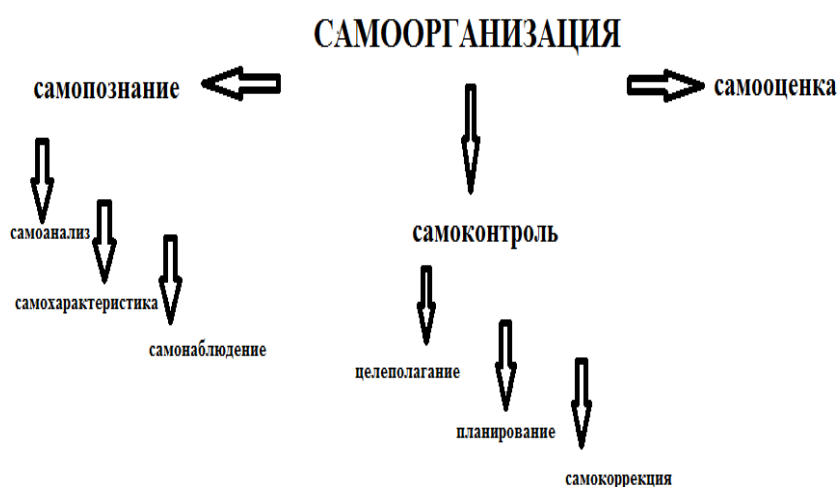 САМООРГАНИЗАЦИЯ
самопознание
самооценка
самоанализ
самоконтроль
самохарактеристика
самонаблюдение
целеполагание
планирование
самокоррекция